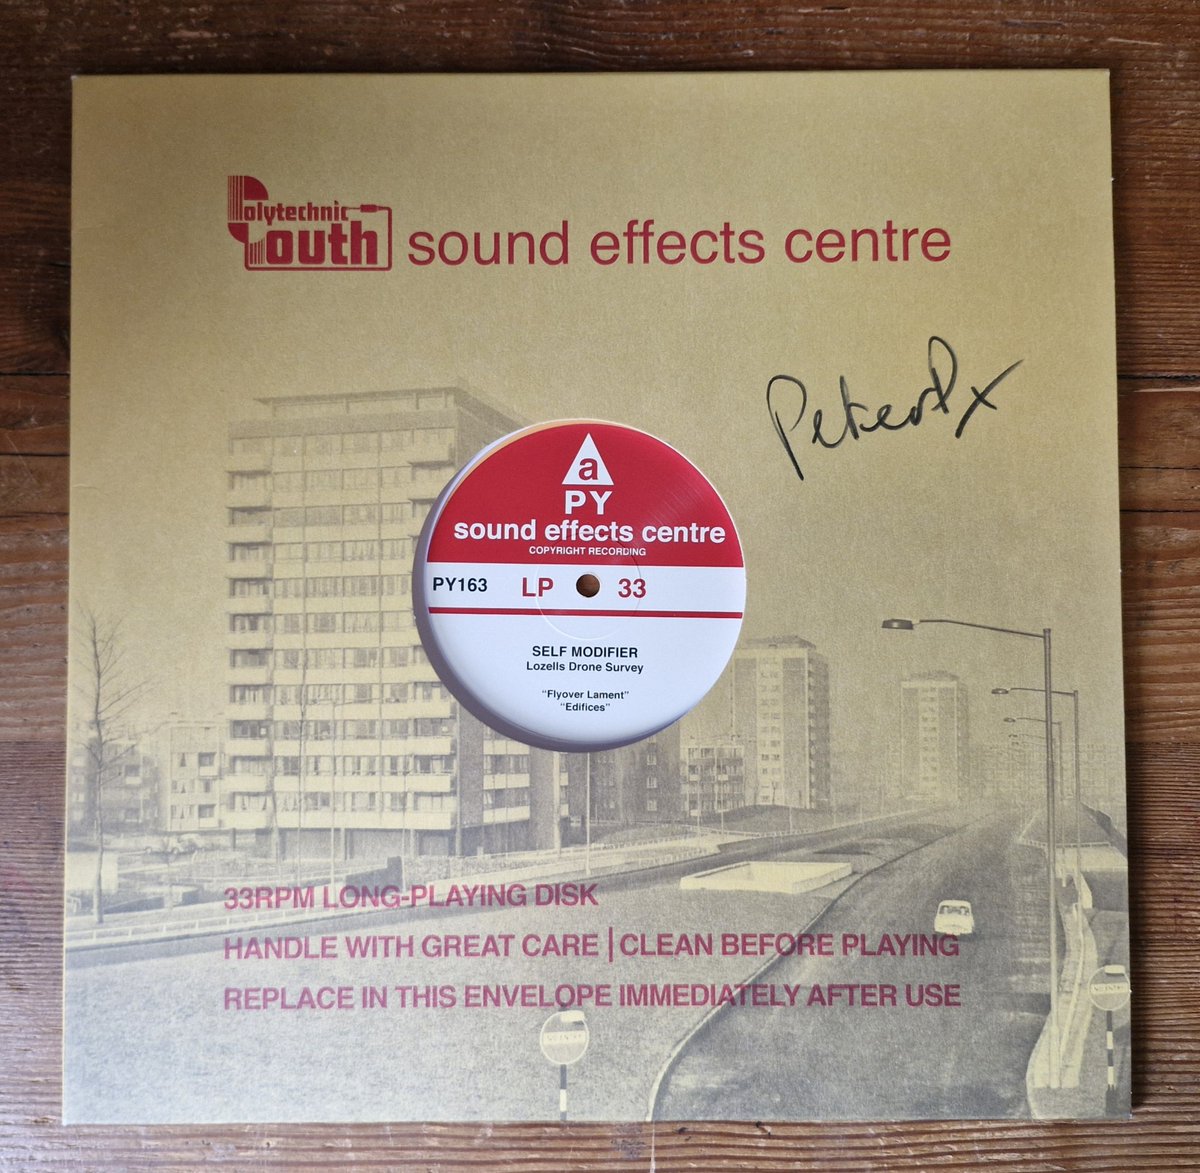 Polytechnic
Youth sound effects centre
a
PY
sound effects centre
COPYRIGHT RECORDING
PY163 LP 33
SELF MODIFIER
Lozells Drone Survey
"Flyover Lament"
"Edifices"
33RPM LONG-PLAYING DISK
HANDLE WITH GREAT CARE | CLEAN BEFORE PLAYING
REPLACE IN THIS ENVELOPE IMMEDIATELY AFTER USE